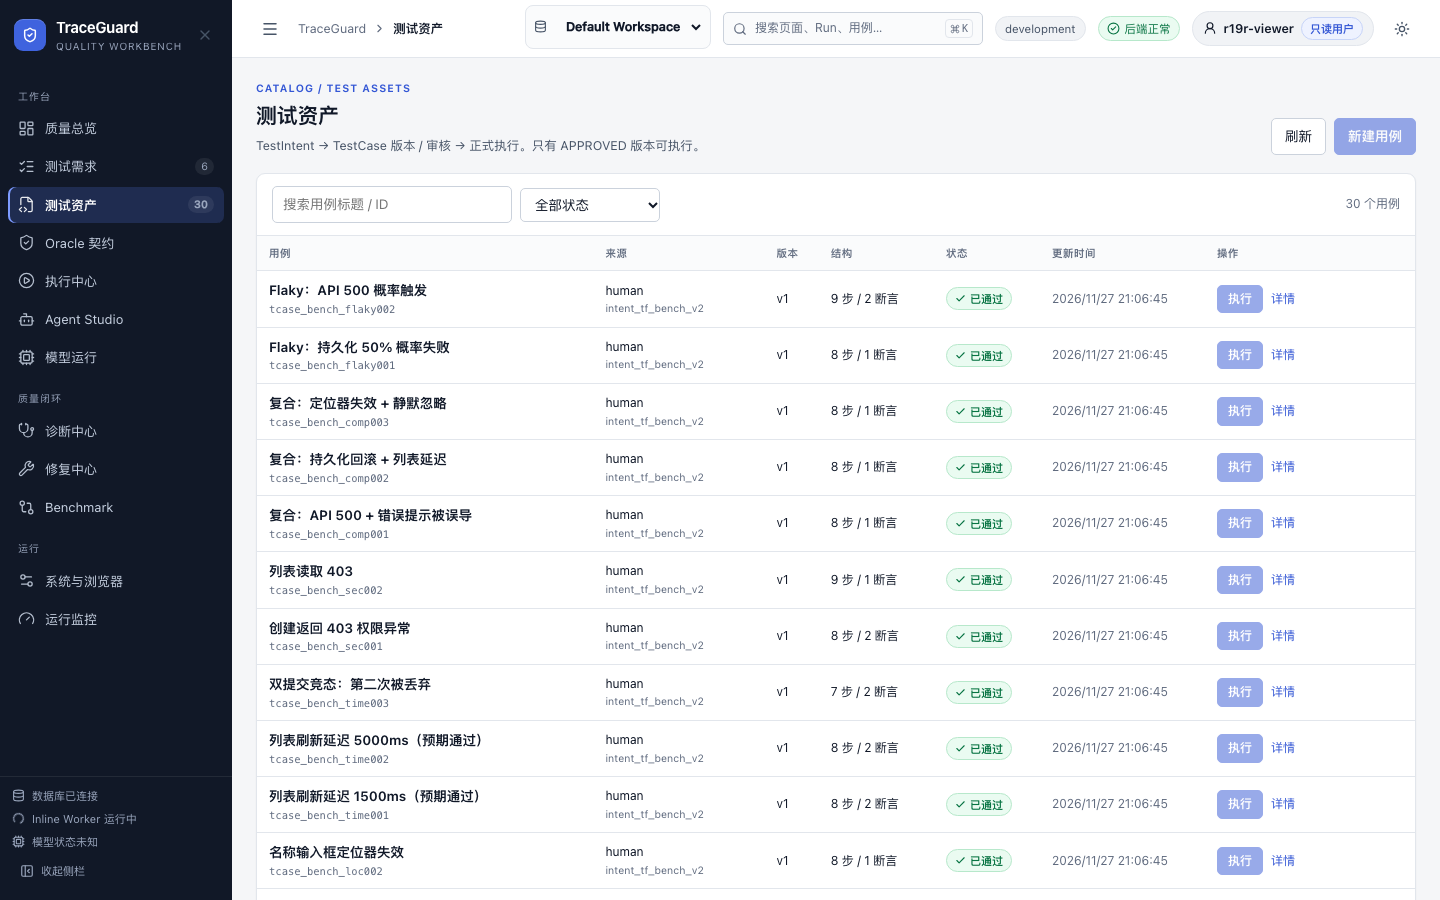 TraceGuard
QUALITY WORKBENCH
工作台
质量总览
测试需求 6
测试资产 30
Oracle 契约
执行中心
Agent Studio
模型运行
质量闭环
诊断中心
修复中心
Benchmark
运行
系统与浏览器
运行监控
数据库已连接
Inline Worker 运行中
模型状态未知
收起侧栏
TraceGuard > 测试资产
Default Workspace
搜索页面、Run、用例...
⌘K
development
后端正常
r19r-viewer 只读用户
CATALOG / TEST ASSETS
测试资产
TestIntent → TestCase 版本 / 审核 → 正式执行。只有 APPROVED 版本可执行。
刷新
新建用例
搜索用例标题 / ID
全部状态
30 个用例
用例 来源 版本 结构 状态 更新时间 操作
Flaky：API 500 概率触发 human v1 9 步 / 2 断言 已通过 2026/11/27 21:06:45 执行 详情
tcase_bench_flaky002 intent_tf_bench_v2
Flaky：持久化 50% 概率失败 human v1 8 步 / 1 断言 已通过 2026/11/27 21:06:45 执行 详情
tcase_bench_flaky001 intent_tf_bench_v2
复合：定位器失效 + 静默忽略 human v1 8 步 / 1 断言 已通过 2026/11/27 21:06:45 执行 详情
tcase_bench_comp003 intent_tf_bench_v2
复合：持久化回滚 + 列表延迟 human v1 8 步 / 1 断言 已通过 2026/11/27 21:06:45 执行 详情
tcase_bench_comp002 intent_tf_bench_v2
复合：API 500 + 错误提示被误导 human v1 8 步 / 1 断言 已通过 2026/11/27 21:06:45 执行 详情
tcase_bench_comp001 intent_tf_bench_v2
列表读取 403 human v1 9 步 / 1 断言 已通过 2026/11/27 21:06:45 执行 详情
tcase_bench_sec002 intent_tf_bench_v2
创建返回 403 权限异常 human v1 8 步 / 2 断言 已通过 2026/11/27 21:06:45 执行 详情
tcase_bench_sec001 intent_tf_bench_v2
双提交竞态：第二次被丢弃 human v1 7 步 / 2 断言 已通过 2026/11/27 21:06:45 执行 详情
tcase_bench_time003 intent_tf_bench_v2
列表刷新延迟 5000ms（预期通过） human v1 8 步 / 2 断言 已通过 2026/11/27 21:06:45 执行 详情
tcase_bench_time002 intent_tf_bench_v2
列表刷新延迟 1500ms（预期通过） human v1 8 步 / 2 断言 已通过 2026/11/27 21:06:45 执行 详情
tcase_bench_time001 intent_tf_bench_v2
名称输入框定位器失效 human v1 8 步 / 1 断言 已通过 2026/11/27 21:06:45 执行 详情
tcase_bench_loc002 intent_tf_bench_v2